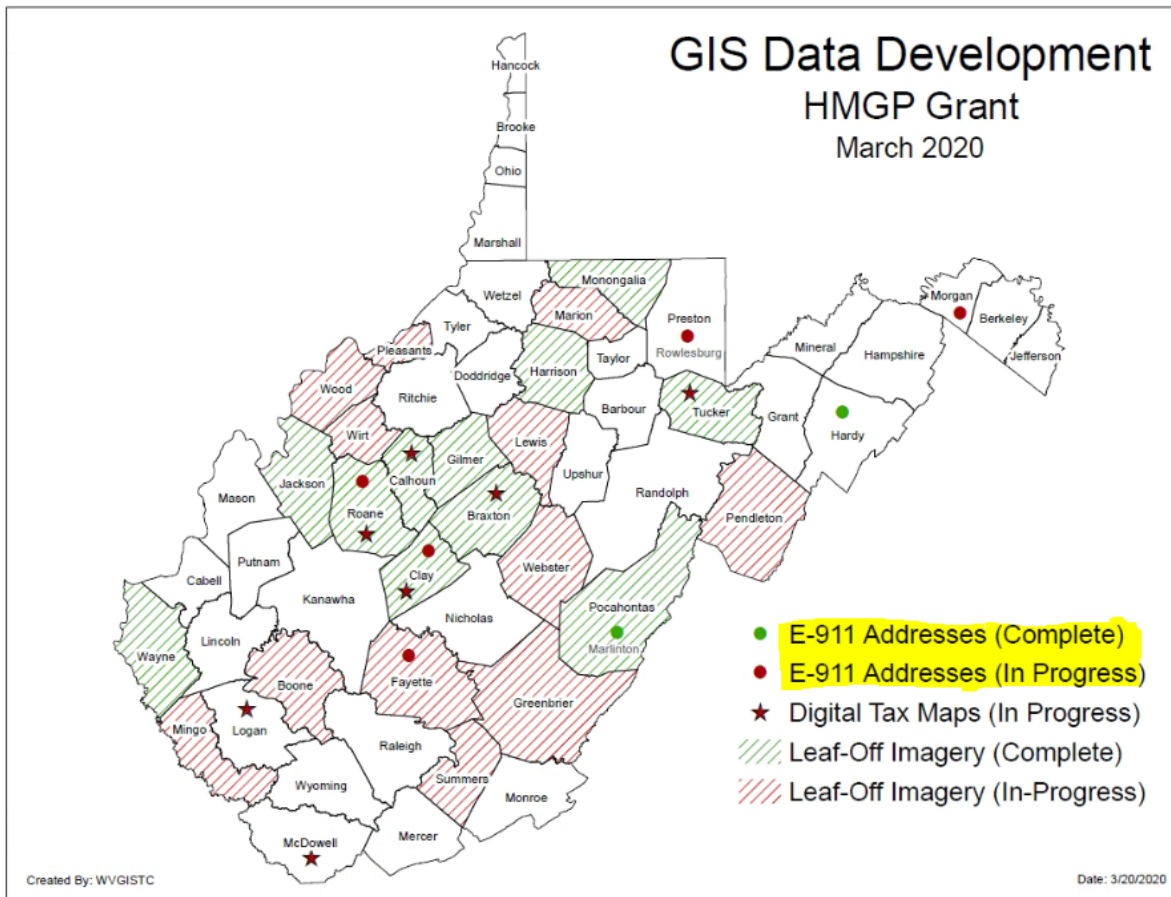 GIS Data Development
HMGP Grant
March 2020
Hancock
Brooke
Ohio
Marshall
Wetzel
Monongalia
Marion
Preston
Rowlesburg
Morgan
Berkeley
Jefferson
Tyler
Pleasants
Doddridge
Harrison
Taylor
Mineral
Hampshire
Wood
Ritchie
Barbour
Tucker
Grant
Hardy
Wirt
Lewis
Gilmer
Calhoun
Upshur
Jackson
Mason
Roane
Braxton
Randolph
Pendleton
Putnam
Cabell
Clay
Webster
Kanawha
Nicholas
Pocahontas
Marlinton
Lincoln
Wayne
Boone
Fayette
Greenbrier
Mingo
Logan
Raleigh
Summers
Wyoming
Monroe
McDowell
Mercer
E-911 Addresses (Complete)
E-911 Addresses (In Progress)
Digital Tax Maps (In Progress)
Leaf-Off Imagery (Complete)
Leaf-Off Imagery (In-Progress)
Created By: WVGISTC
Date: 3/20/2020